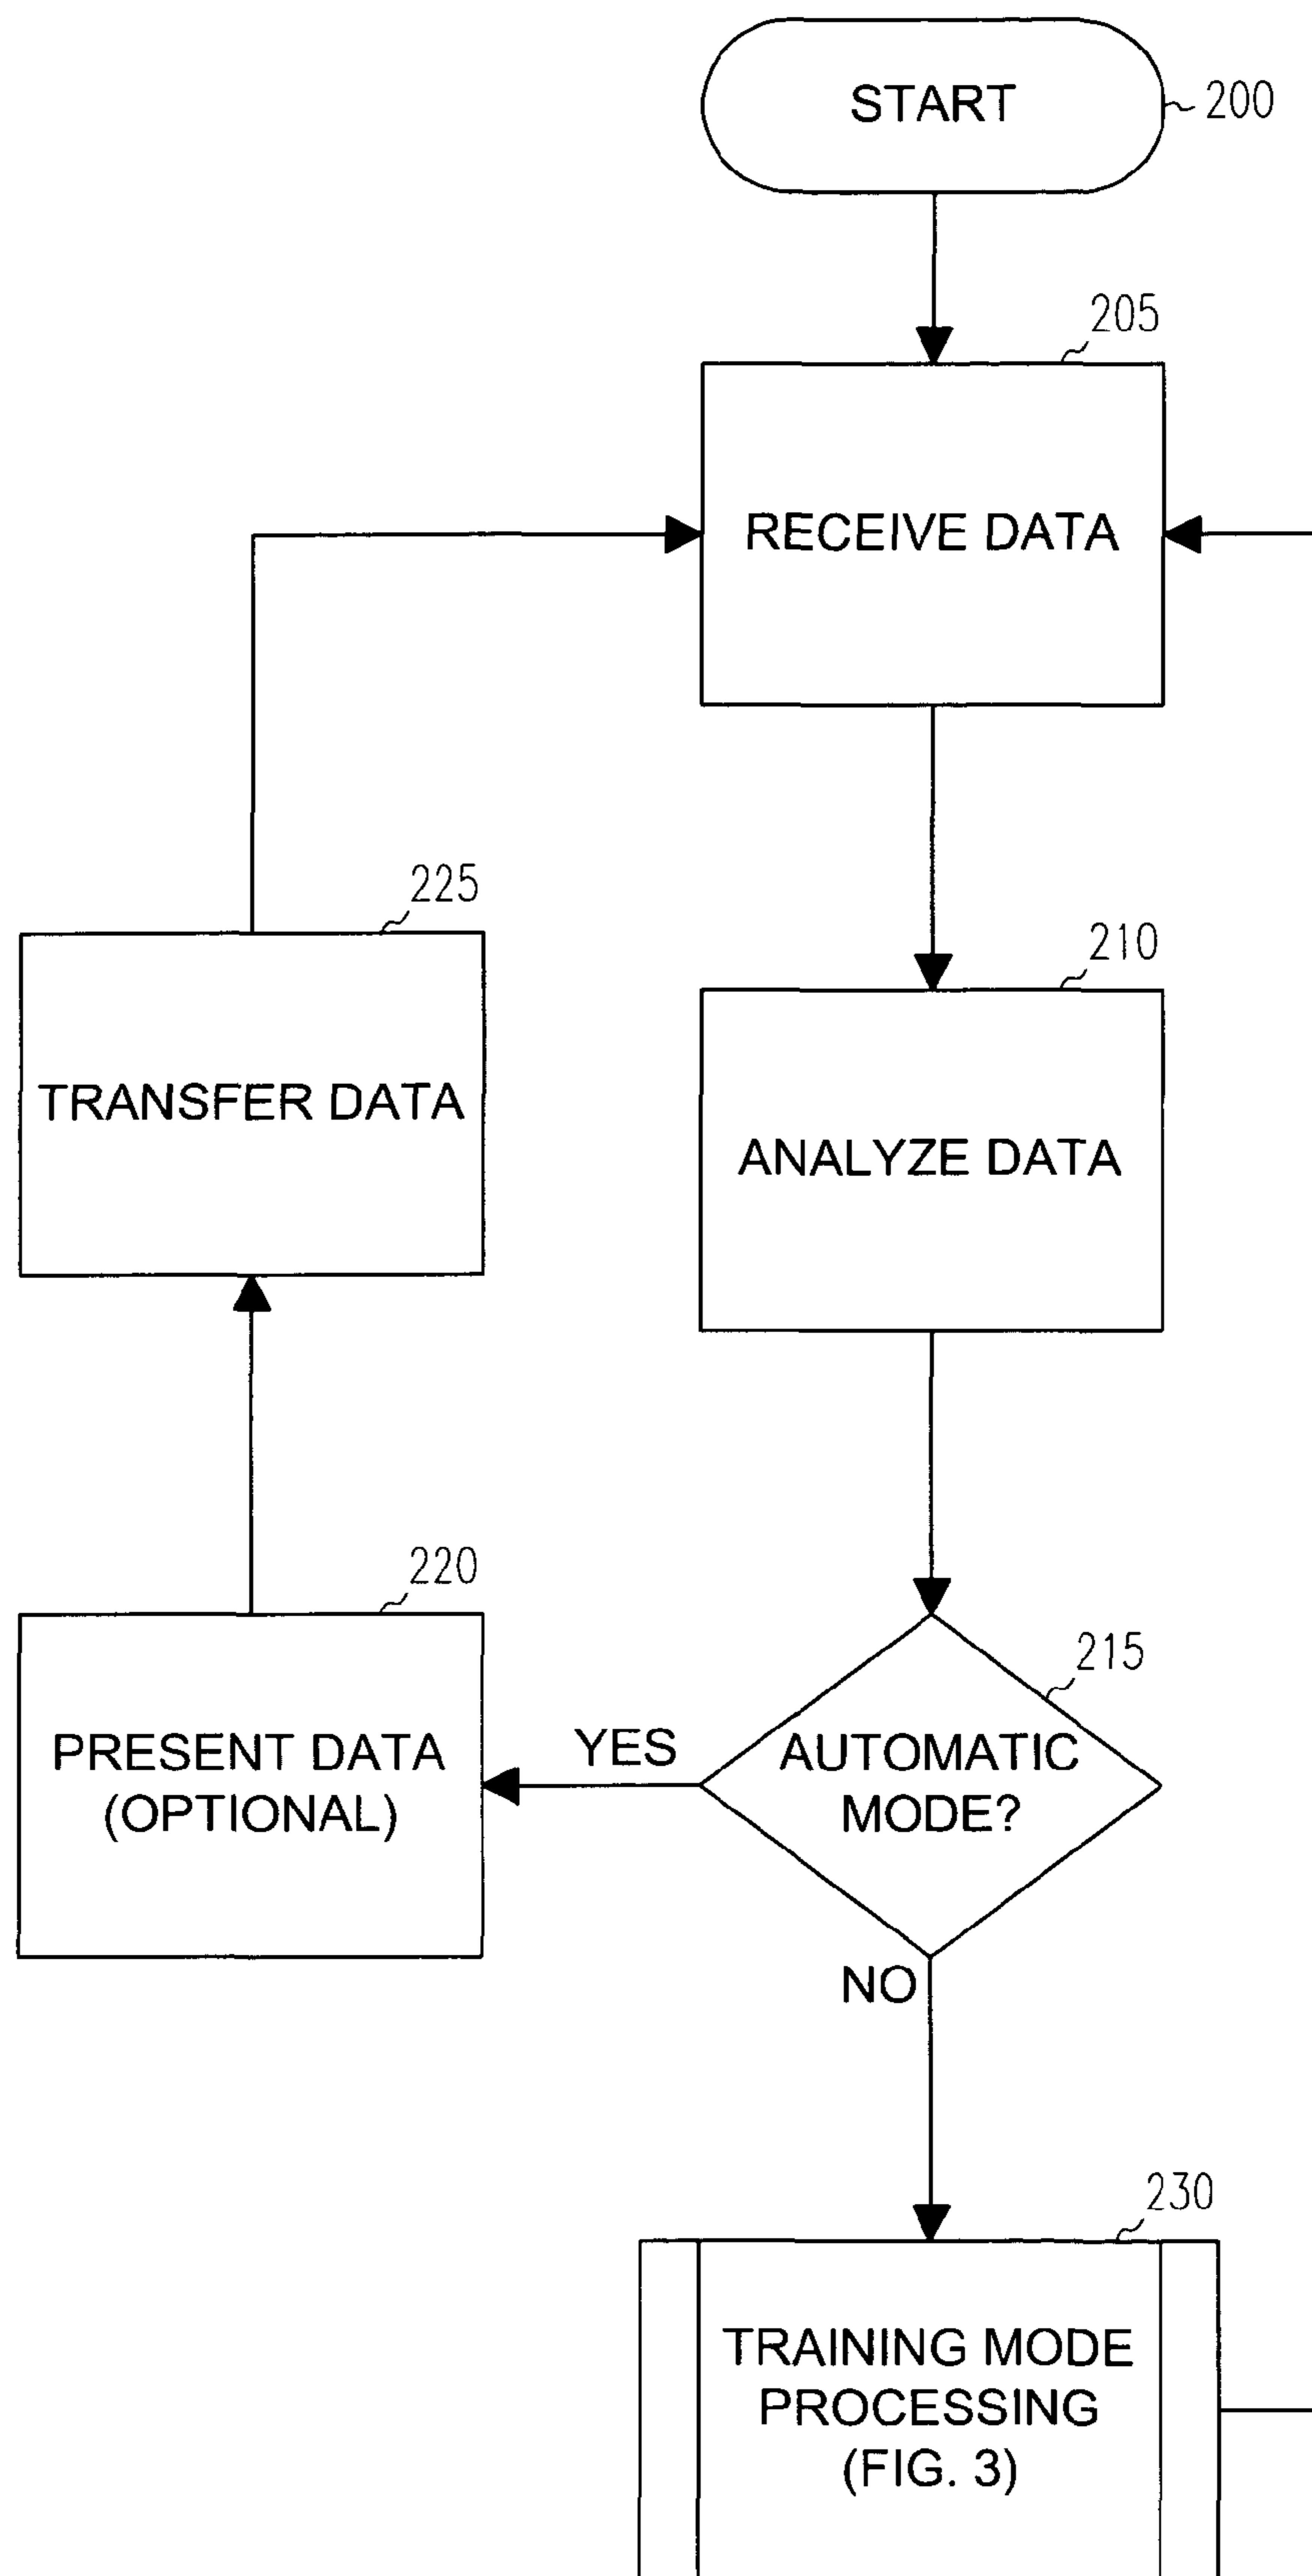 START
200
205
RECEIVE DATA
225
210
TRANSFER DATA
ANALYZE DATA
220
215
PRESENT DATA
(OPTIONAL)
YES
AUTOMATIC
MODE?
NO
230
TRAINING MODE
PROCESSING
(FIG. 3)